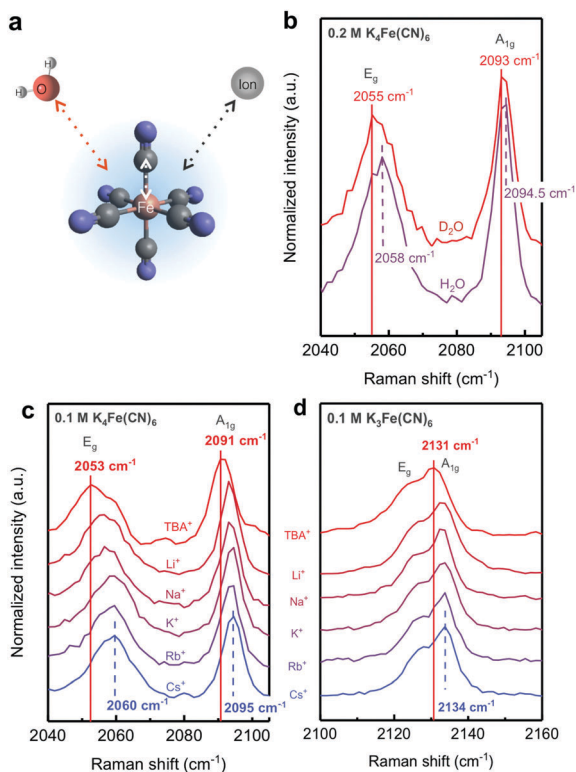 a
H
O
H
Ion
Fe
b
0.2 M K₄Fe(CN)₆
A₁g
Eg
2093 cm⁻¹
2055 cm⁻¹
2094.5 cm⁻¹
D₂O
2058 cm⁻¹
H₂O
Normalized intensity (a.u.)
2040 2060 2080 2100
Raman shift (cm⁻¹)
c
0.1 M K₄Fe(CN)₆
A₁g
Eg
2091 cm⁻¹
2053 cm⁻¹
TBA⁺
Li⁺
Na⁺
K⁺
Rb⁺
Cs⁺
2060 cm⁻¹
2095 cm⁻¹
Normalized intensity (a.u.)
2040 2060 2080 2100
Raman shift (cm⁻¹)
d
0.1 M K₃Fe(CN)₆
2131 cm⁻¹
Eg
A₁g
TBA⁺
Li⁺
Na⁺
K⁺
Rb⁺
Cs⁺
2134 cm⁻¹
2100 2120 2140 2160
Raman shift (cm⁻¹)